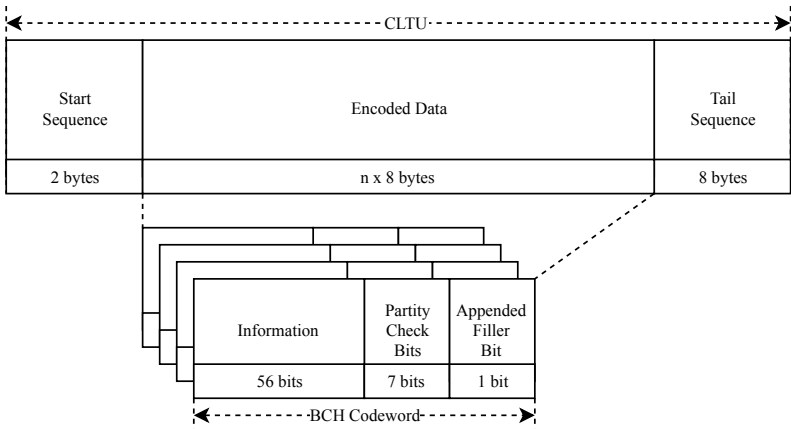 CLTU
Start
Sequence
Encoded Data
Tail
Sequence
2 bytes
n x 8 bytes
8 bytes
Information
Partity
Check
Bits
Appended
Filler
Bit
56 bits
7 bits
1 bit
BCH Codeword